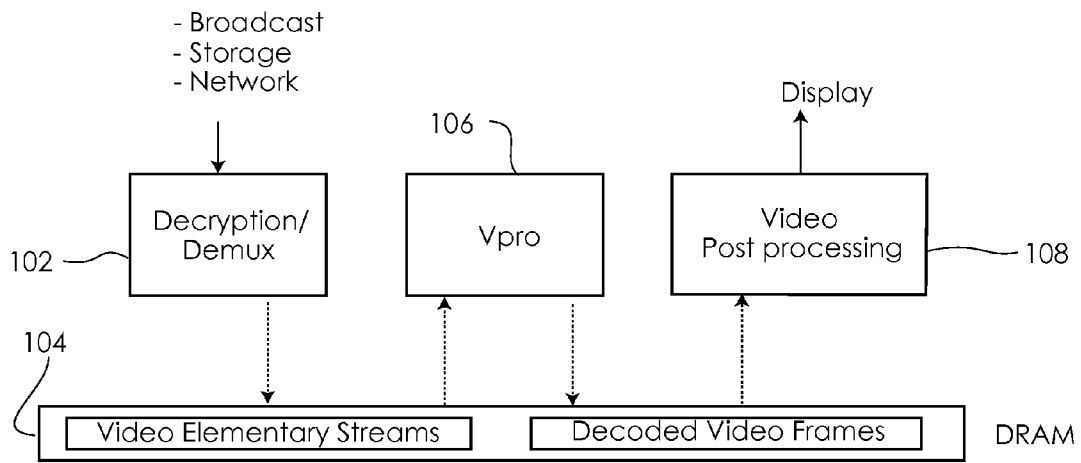 - Broadcast
- Storage
- Network
Display
106
Decryption/
Demux
Vpro
Video
Post processing
102
108
104
Video Elementary Streams
Decoded Video Frames
DRAM